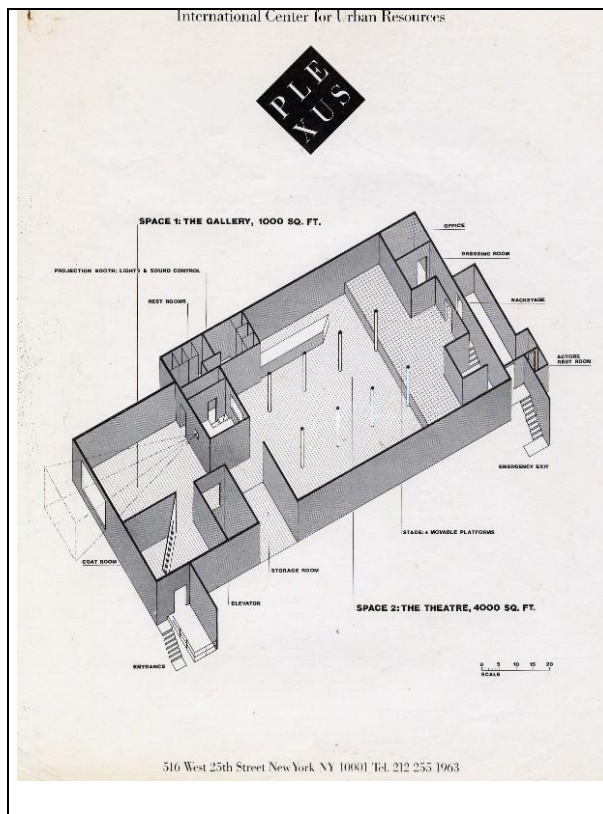 International Center for Urban Resources
PLE
XUS
SPACE 1: THE GALLERY, 1000 SQ. FT.
OFFICE
DRESSING ROOM
PROJECTION BOOTH: LIGHTS & SOUND CONTROL
REST ROOMS
BACKSTAGE
ACTORS
REST ROOM
EMERGENCY EXIT
STAGE: 4 MOVABLE PLATFORMS
COAT ROOM
STORAGE ROOM
ELEVATOR
SPACE 2: THE THEATRE, 4000 SQ. FT.
ENTRANCE
0 5 10 15 20
SCALE
516 West 25th Street New York NY 10001 Tel. 212 255 1963